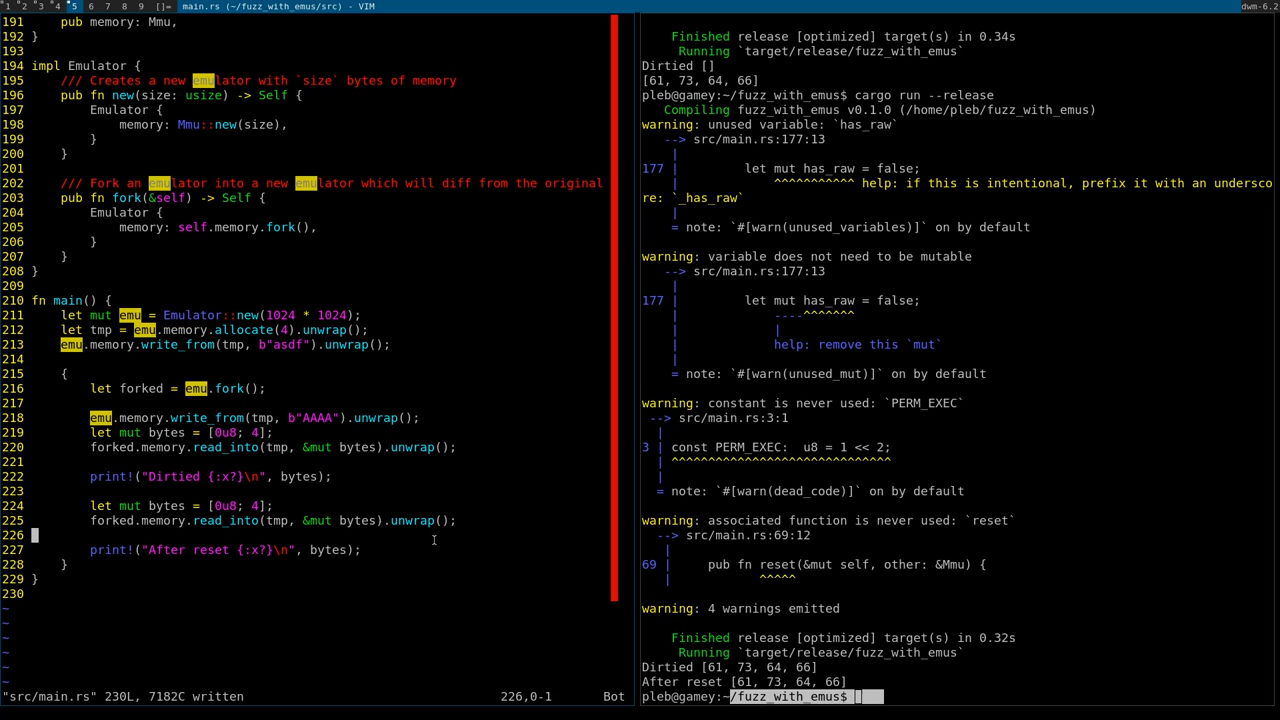 1 2 3 4 5 6 7 8 9 []= main.rs (~/fuzz_with_emus/src) - VIM dwm-6.2
191     pub memory: Mmu,
192 }
193
194 impl Emulator {
195     /// Creates a new emulator with `size` bytes of memory
196     pub fn new(size: usize) -> Self {
197         Emulator {
198             memory: Mmu::new(size),
199         }
200     }
201
202     /// Fork an emulator into a new emulator which will diff from the original
203     pub fn fork(&self) -> Self {
204         Emulator {
205             memory: self.memory.fork(),
206         }
207     }
208 }
209
210 fn main() {
211     let mut emu = Emulator::new(1024 * 1024);
212     let tmp = emu.memory.allocate(4).unwrap();
213     emu.memory.write_from(tmp, b"asdf").unwrap();
214
215     {
216         let forked = emu.fork();
217
218         emu.memory.write_from(tmp, b"AAAA").unwrap();
219         let mut bytes = [0u8; 4];
220         forked.memory.read_into(tmp, &mut bytes).unwrap();
221
222         print!("Dirtied {:x?}\n", bytes);
223
224         let mut bytes = [0u8; 4];
225         forked.memory.read_into(tmp, &mut bytes).unwrap();
226
227         print!("After reset {:x?}\n", bytes);
228     }
229 }
230
~
~
~
~
~
~
"src/main.rs" 230L, 7182C written 226,0-1 Bot
    Finished release [optimized] target(s) in 0.34s
     Running `target/release/fuzz_with_emus`
Dirtied []
[61, 73, 64, 66]
pleb@gamey:~/fuzz_with_emus$ cargo run --release
   Compiling fuzz_with_emus v0.1.0 (/home/pleb/fuzz_with_emus)
warning: unused variable: `has_raw`
   --> src/main.rs:177:13
    |
177 |         let mut has_raw = false;
    |             ^^^^^^^^^^^ help: if this is intentional, prefix it with an undersco
re: `_has_raw`
    |
    = note: `#[warn(unused_variables)]` on by default

warning: variable does not need to be mutable
   --> src/main.rs:177:13
    |
177 |         let mut has_raw = false;
    |             ----^^^^^^^
    |             |
    |             help: remove this `mut`
    |
    = note: `#[warn(unused_mut)]` on by default

warning: constant is never used: `PERM_EXEC`
 --> src/main.rs:3:1
  |
3 | const PERM_EXEC:  u8 = 1 << 2;
  | ^^^^^^^^^^^^^^^^^^^^^^^^^^^^^^
  |
  = note: `#[warn(dead_code)]` on by default

warning: associated function is never used: `reset`
  --> src/main.rs:69:12
   |
69 |     pub fn reset(&mut self, other: &Mmu) {
   |            ^^^^^

warning: 4 warnings emitted

    Finished release [optimized] target(s) in 0.32s
     Running `target/release/fuzz_with_emus`
Dirtied [61, 73, 64, 66]
After reset [61, 73, 64, 66]
pleb@gamey:~/fuzz_with_emus$